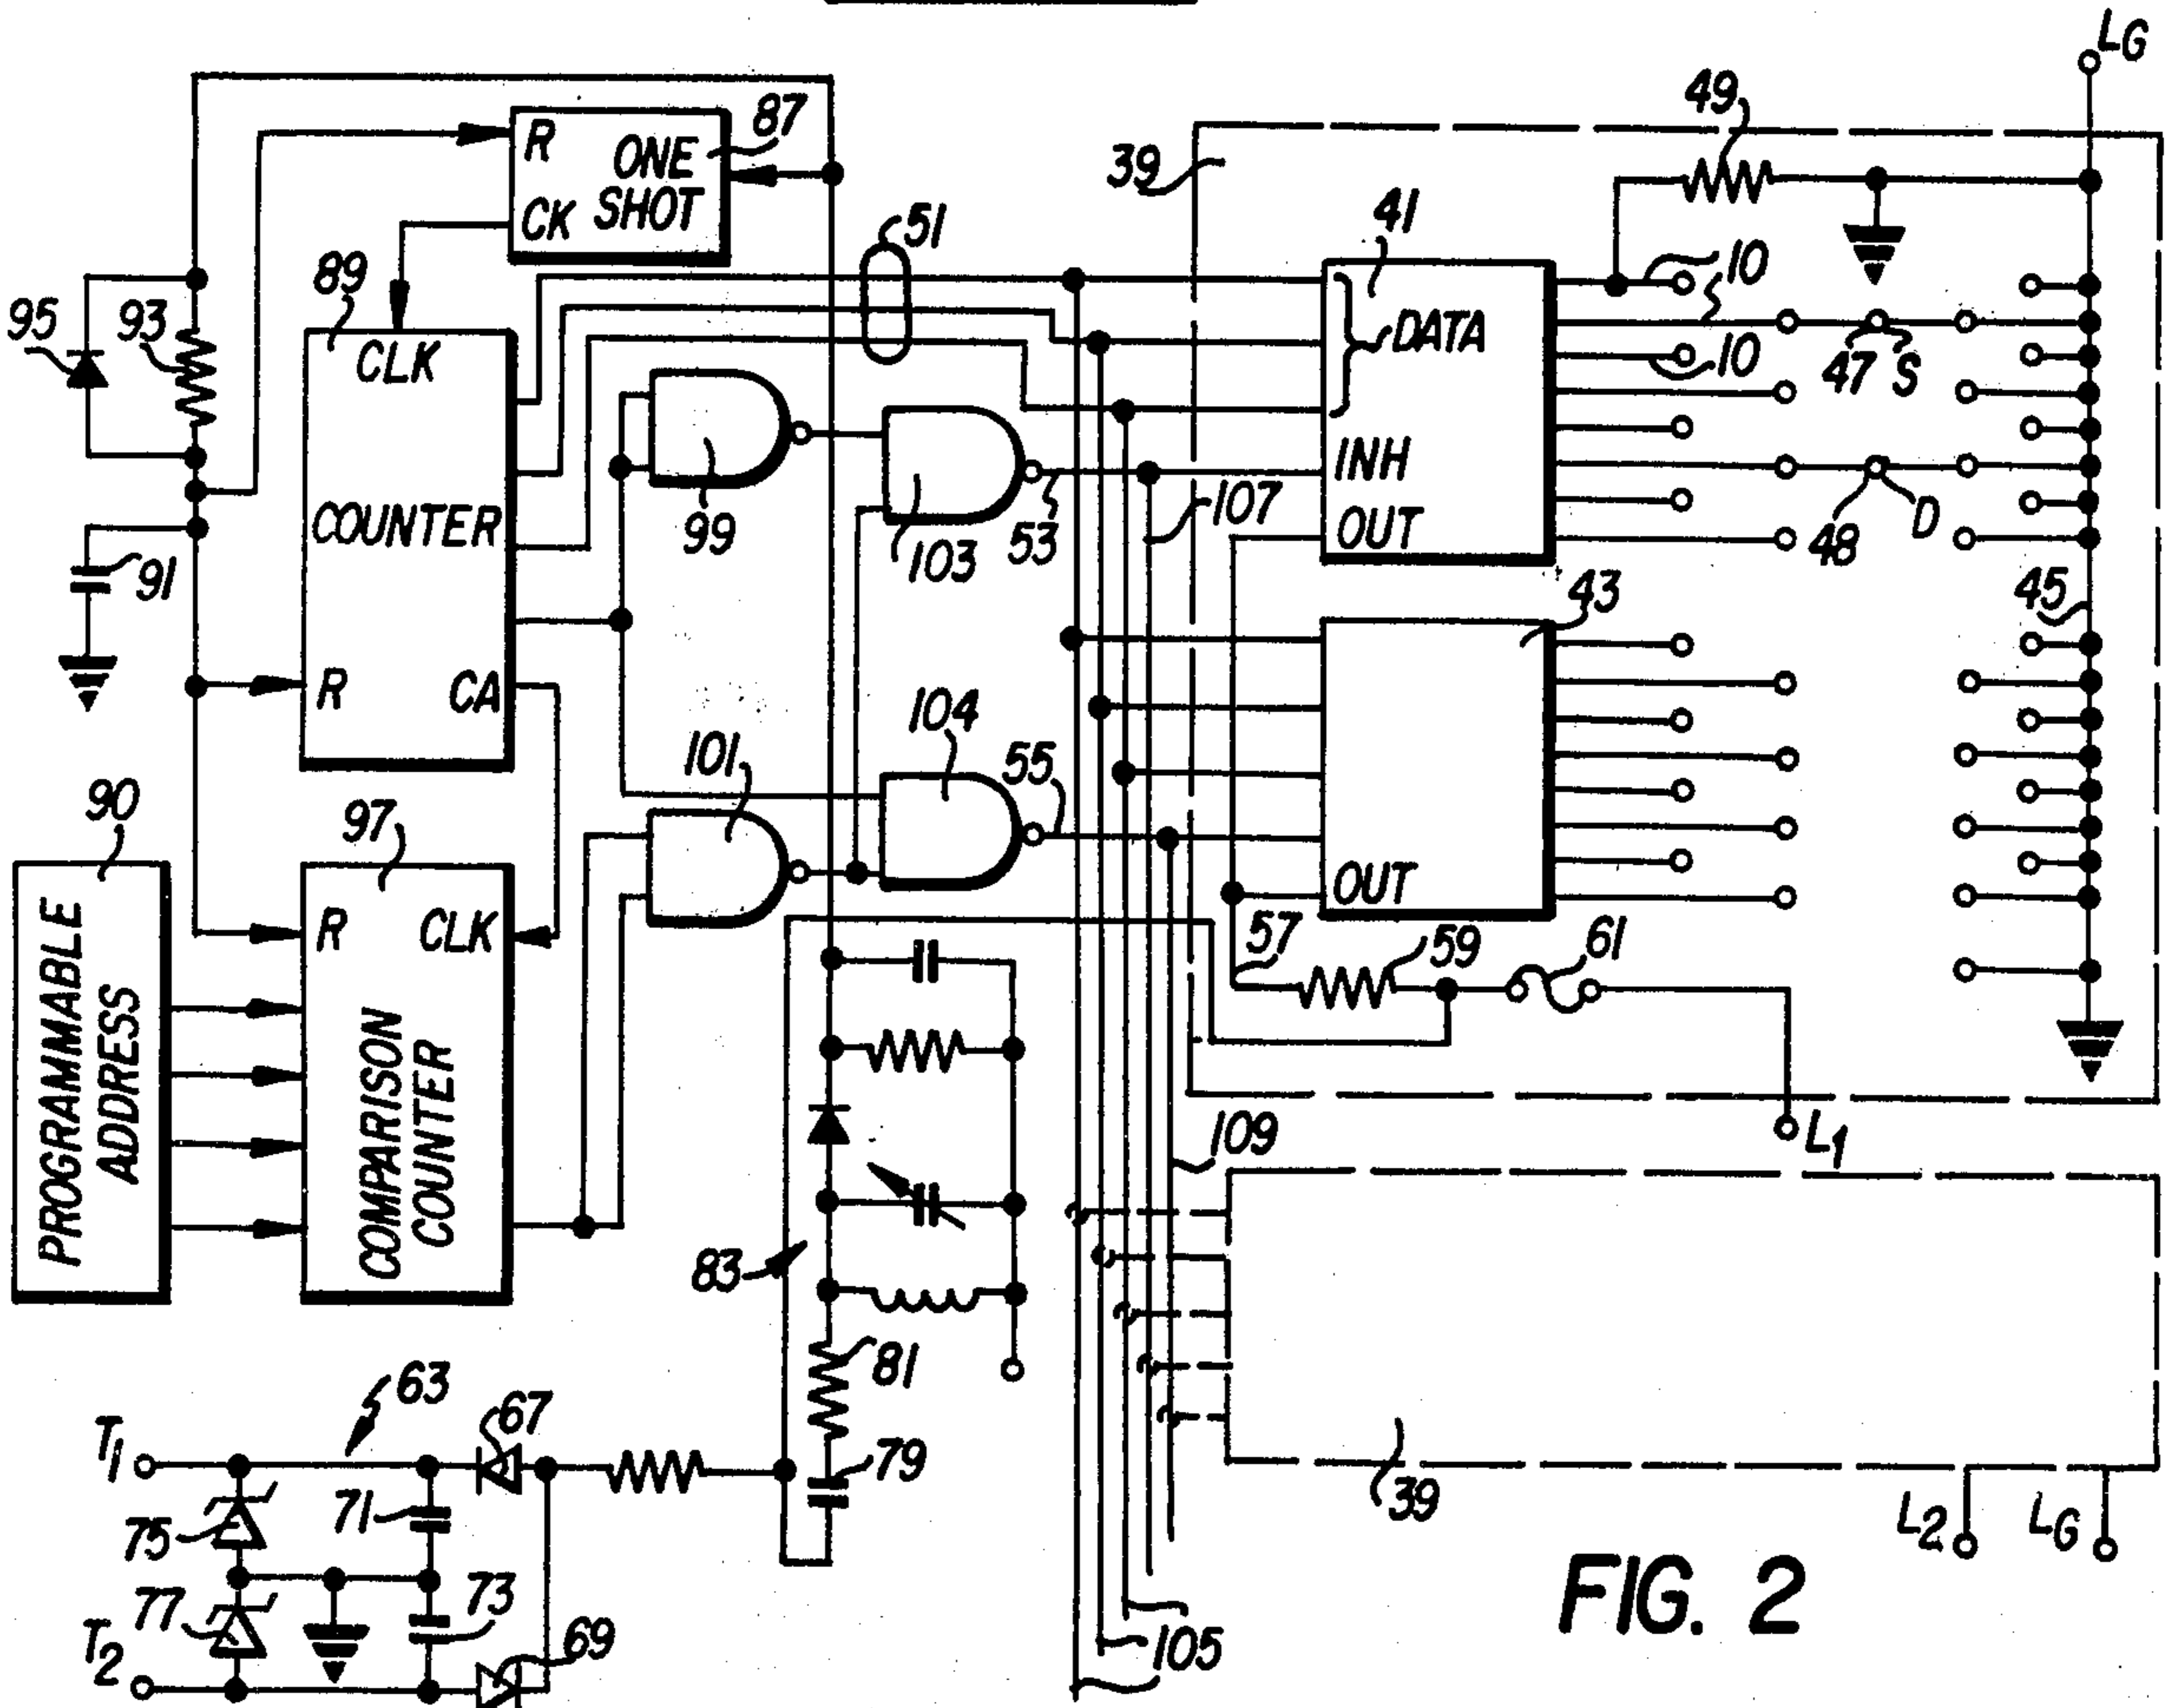 LG
49
87
R
ONE
SHOT
CK
39
51
41
89
10
95
93
CLK
DATA
10
47
S
COUNTER
INH
OUT
99
103
53
107
48
D
91
43
45
R
CA
101
104
55
90
97
PROGRAMMABLE
ADDRESS
R
CLK
COMPARISON
COUNTER
OUT
57
59
61
109
L1
83
81
63
67
T1
79
71
75
39
L2
LG
77
73
T2
69
105
FIG. 2